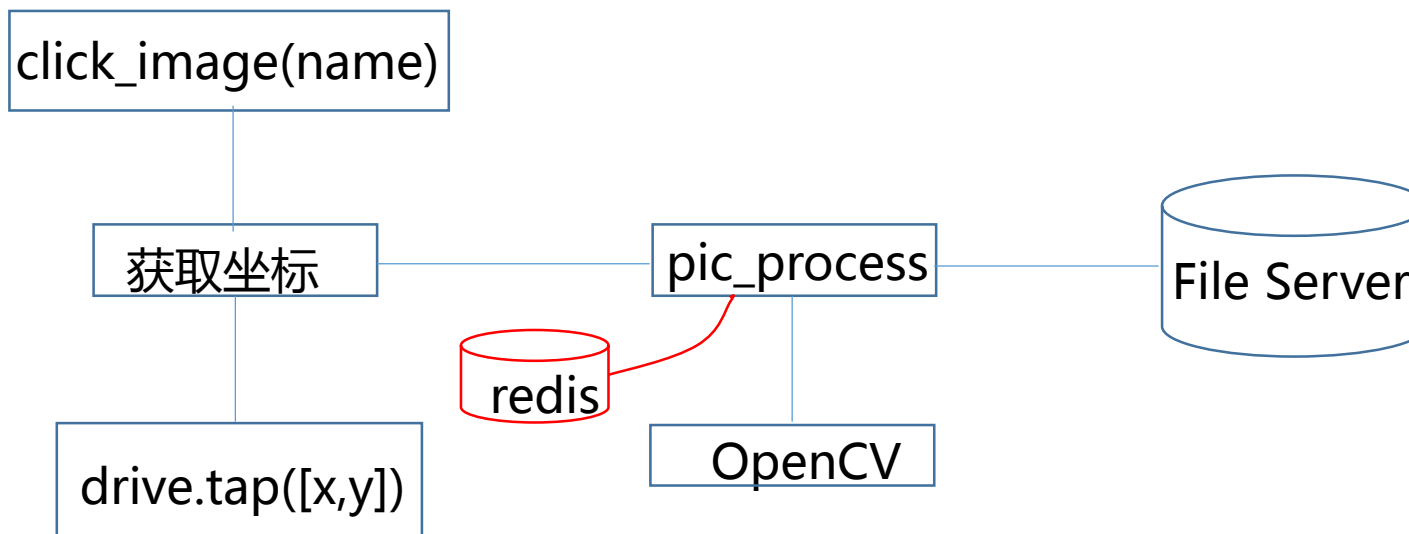 click_image(name)
获取坐标
pic_process
File Server
redis
OpenCV
drive.tap([x,y])